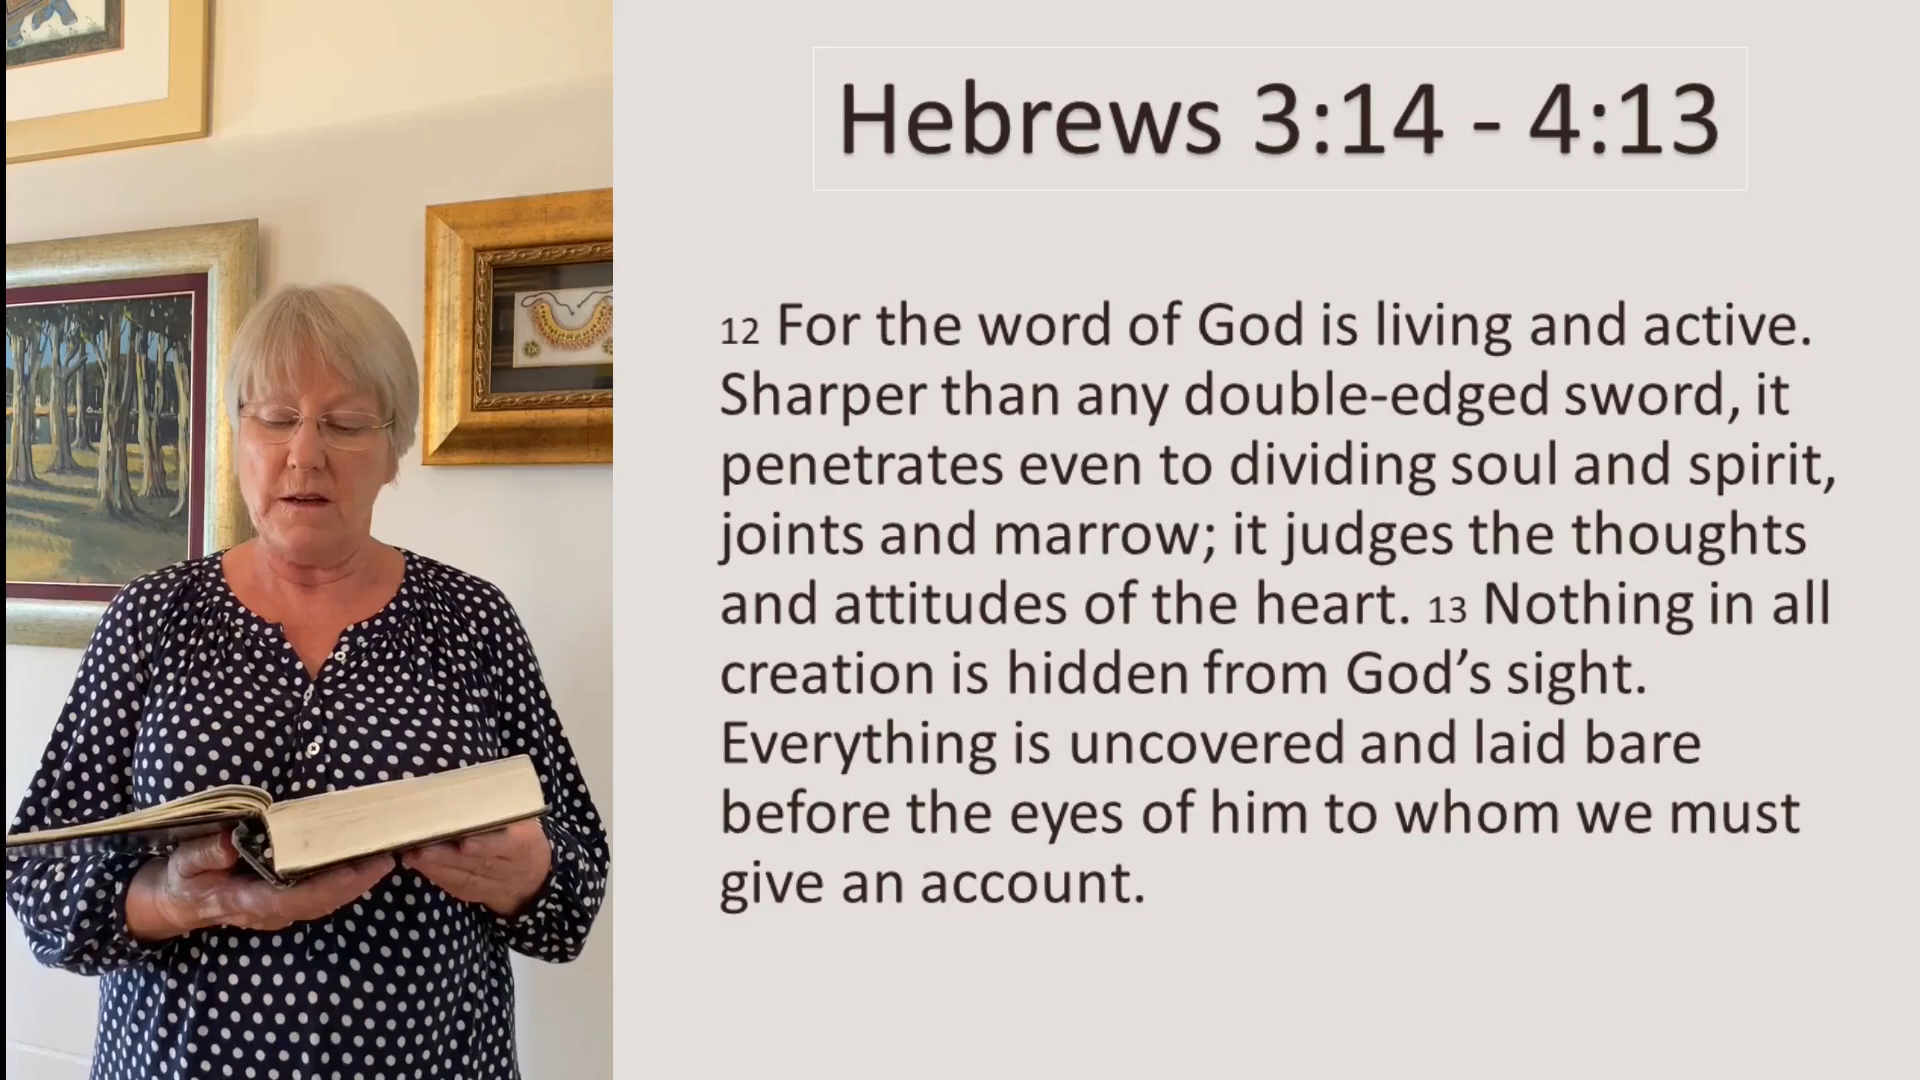 Hebrews 3:14 - 4:13
12 For the word of God is living and active.
Sharper than any double-edged sword, it
penetrates even to dividing soul and spirit,
joints and marrow; it judges the thoughts
and attitudes of the heart. 13 Nothing in all
creation is hidden from God’s sight.
Everything is uncovered and laid bare
before the eyes of him to whom we must
give an account.